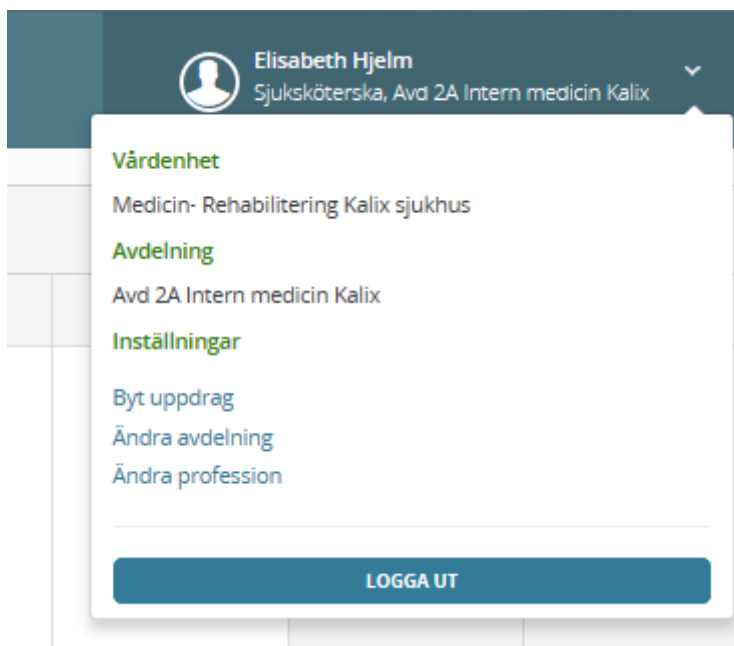 Elisabeth Hjelm
Sjuksköterska, Avd 2A Intern medicin Kalix
Vårdenhet
Medicin- Rehabilitering Kalix sjukhus
Avdelning
Avd 2A Intern medicin Kalix
Inställningar
Byt uppdrag
Ändra avdelning
Ändra profession
LOGGA UT